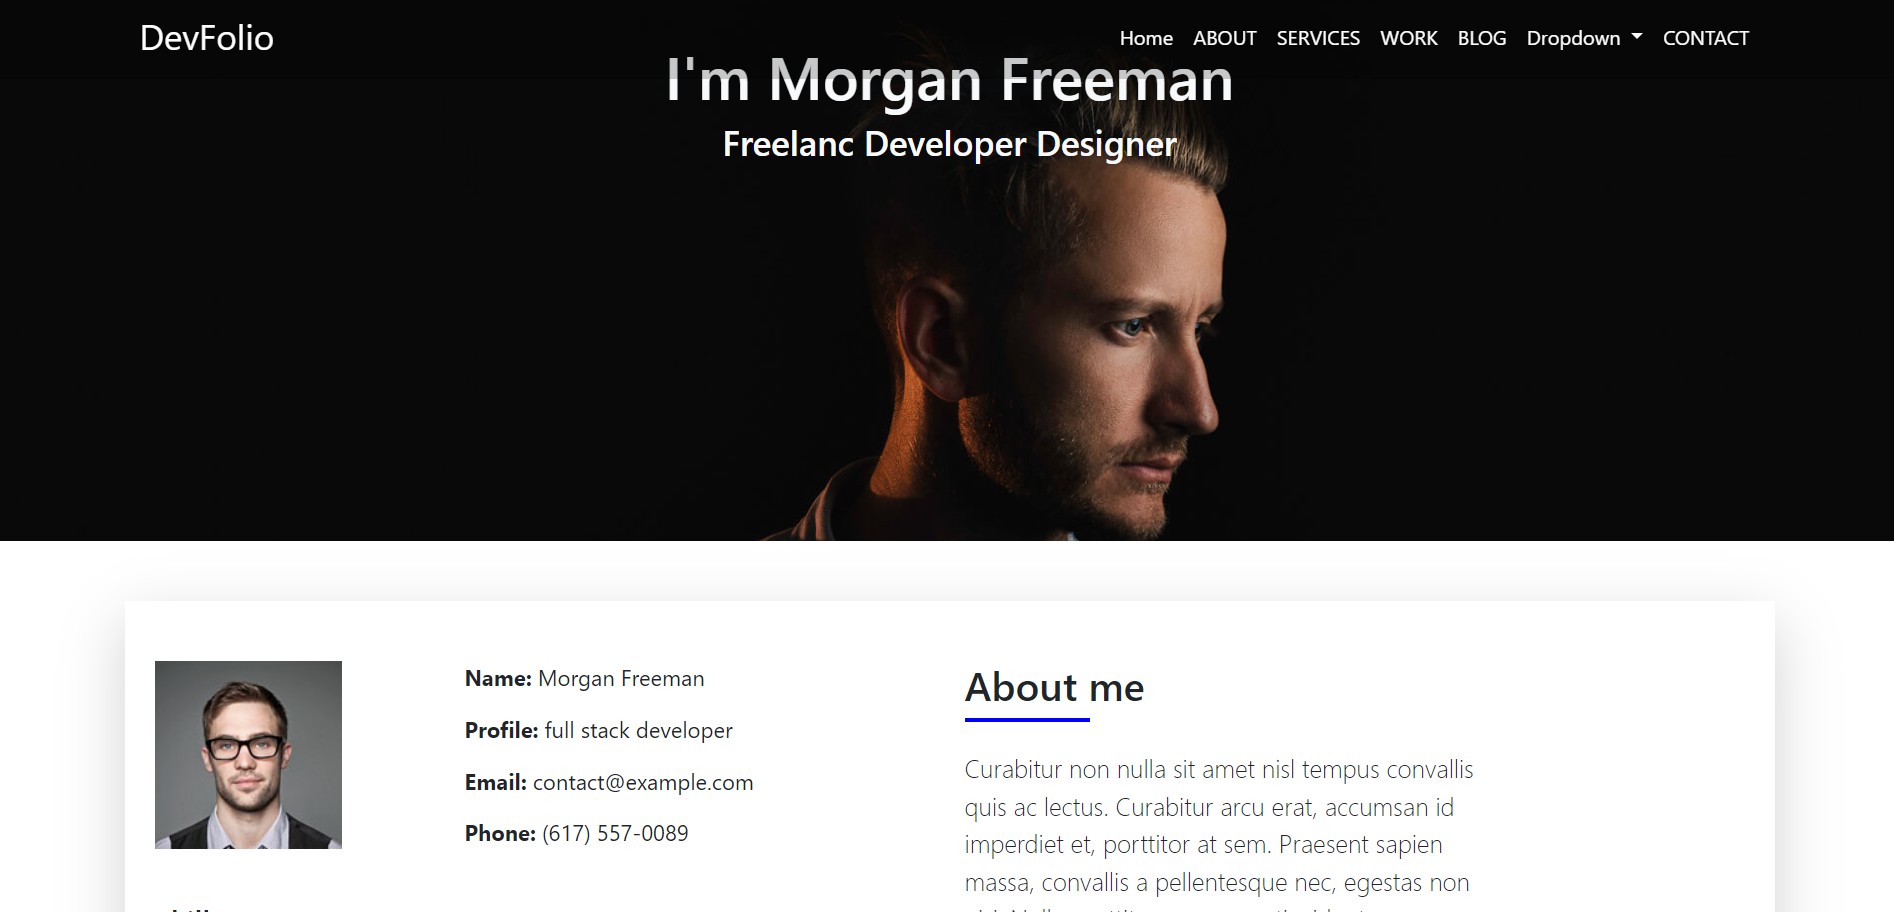 DevFolio
Home ABOUT SERVICES WORK BLOG Dropdown CONTACT
I'm Morgan Freeman
Freelanc Developer Designer
Name: Morgan Freeman
Profile: full stack developer
Email: contact@example.com
Phone: (617) 557-0089
About me
Curabitur non nulla sit amet nisl tempus convallis
quis ac lectus. Curabitur arcu erat, accumsan id
imperdiet et, porttitor at sem. Praesent sapien
massa, convallis a pellentesque nec, egestas non